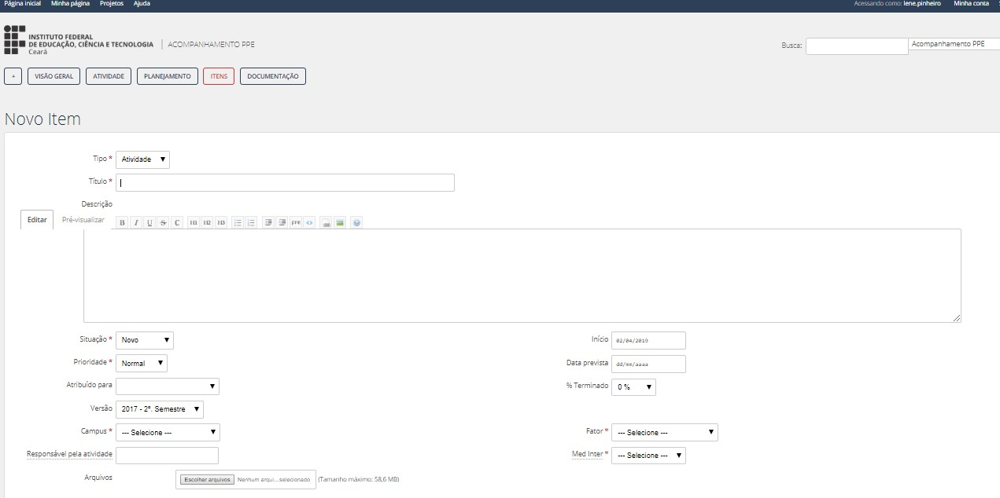 Página inicial Minha página Projetos Ajuda Acessando como: lene.pinheiro Minha conta
INSTITUTO FEDERAL
DE EDUCAÇÃO, CIÊNCIA E TECNOLOGIA
Ceará
ACOMPANHAMENTO PPE
Busca: Acompanhamento PPE
+ VISÃO GERAL ATIVIDADE PLANEJAMENTO ITENS DOCUMENTAÇÃO
Novo Item
Tipo * Atividade
Título *
Descrição
Editar Pré-visualizar B I U S C H1 H2 H3 pre
Situação * Novo Início 02/04/2019
Prioridade * Normal Data prevista dd/mm/aaaa
Atribuído para % Terminado 0 %
Versão 2017 - 2º. Semestre
Campus * --- Selecione --- Fator * --- Selecione ---
Responsável pela atividade Med Inter * --- Selecione ---
Arquivos Escolher arquivos Nenhum arqui...selecionado (Tamanho máximo: 58,6 MB)